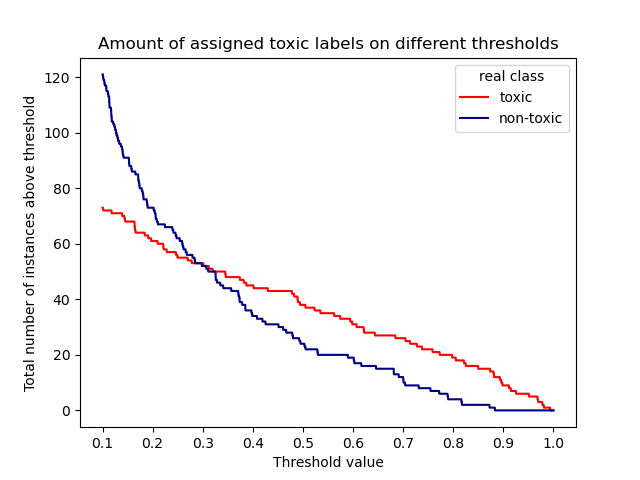 Amount of assigned toxic labels on different thresholds
real class
toxic
non-toxic
Total number of instances above threshold
120
100
80
60
40
20
0
0.1 0.2 0.3 0.4 0.5 0.6 0.7 0.8 0.9 1.0
Threshold value